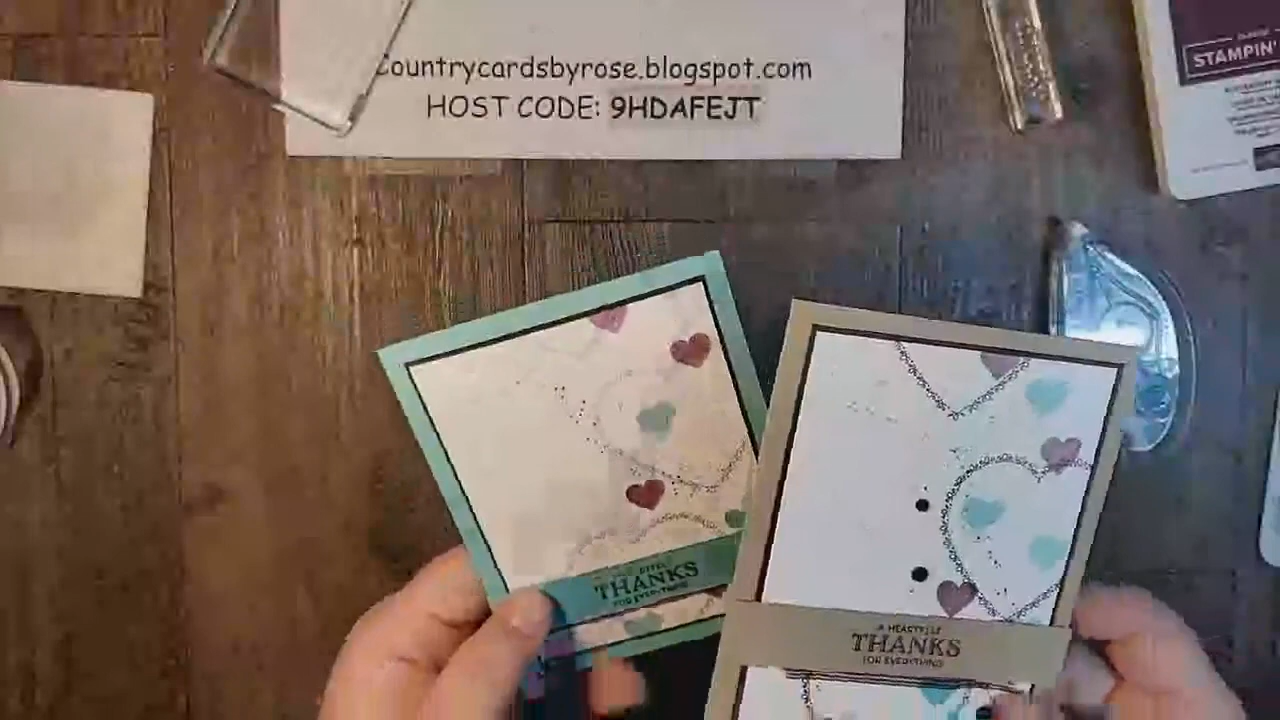 Countrycardsbyrose.blogspot.com
HOST CODE: 9HDAFEJT
STAMPIN'
THANKS
FOR EVERYTHING
A HEARTFELT
THANKS
FOR EVERYTHING